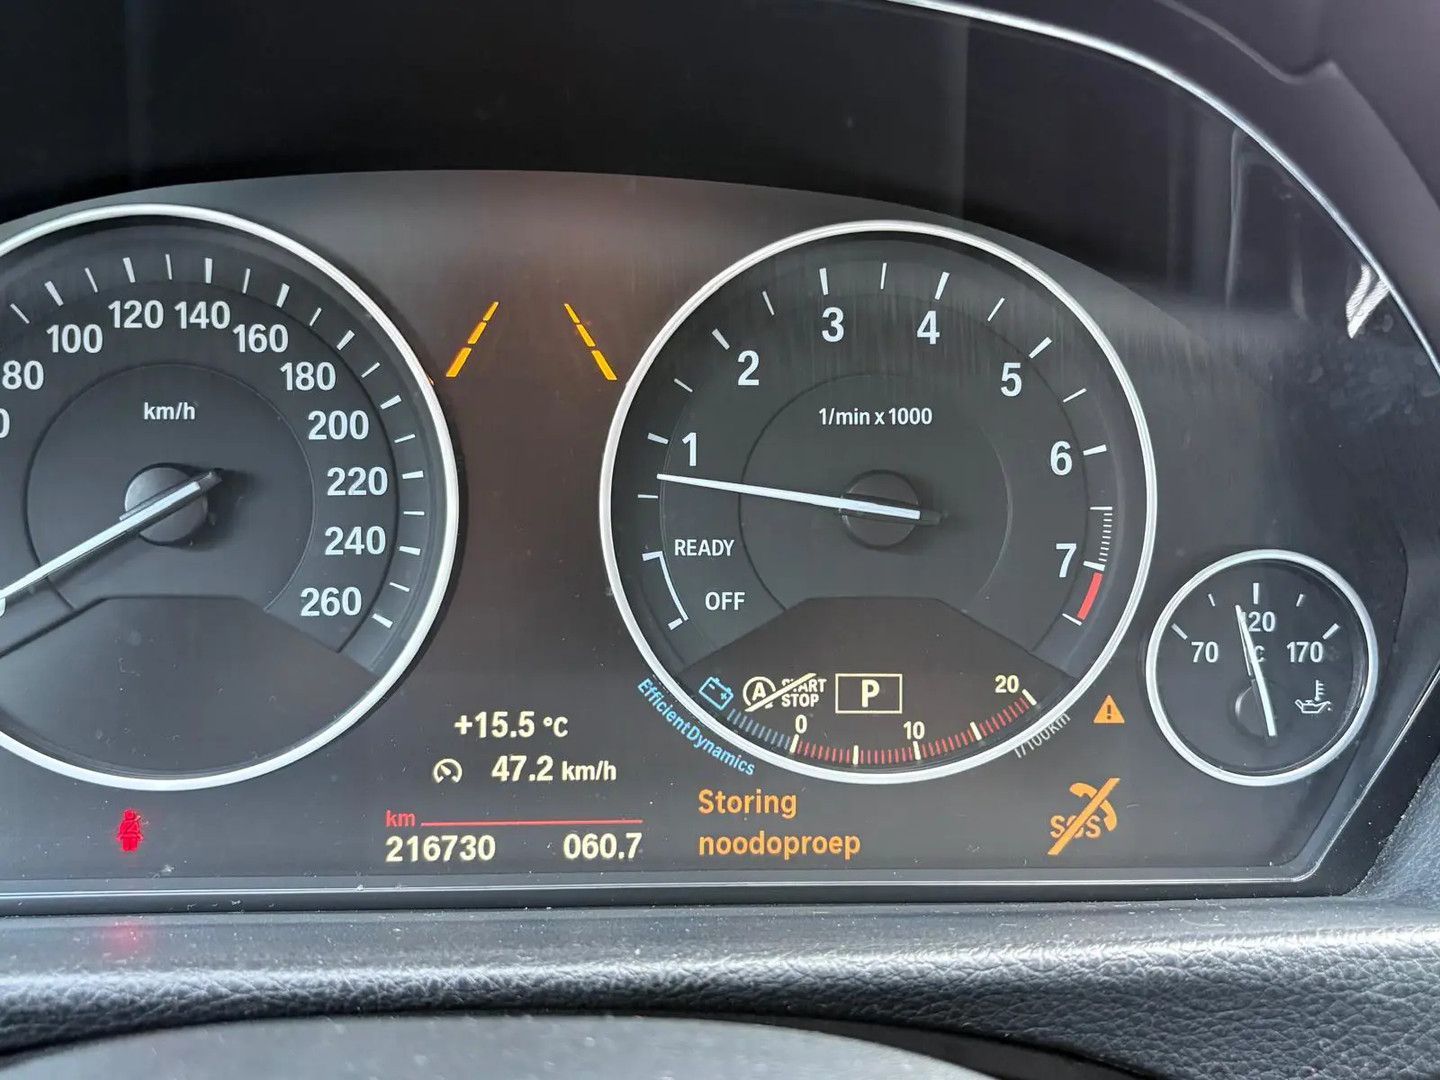 80
100
120
140
160
180
200
220
240
260
km/h
1
2
3
4
5
6
7
1/min x 1000
READY
OFF
A
START
STOP
P
0
10
20
EfficientDynamics
l/100km
70
120
170
°C
+15.5 °C
47.2 km/h
km
216730 060.7
Storing
noodoproep
SOS